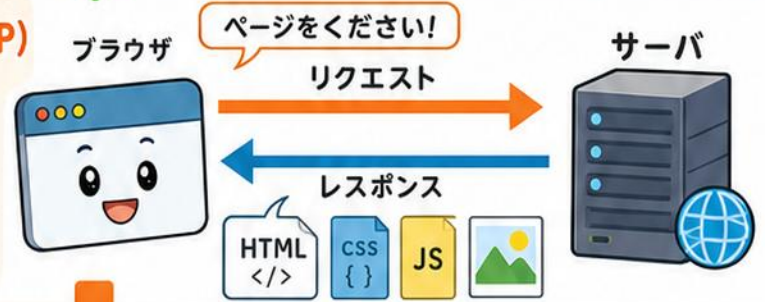 P)
ブラウザ
ページをください!
サーバ
リクエスト
レスポンス
HTML
</>
CSS
{ }
JS